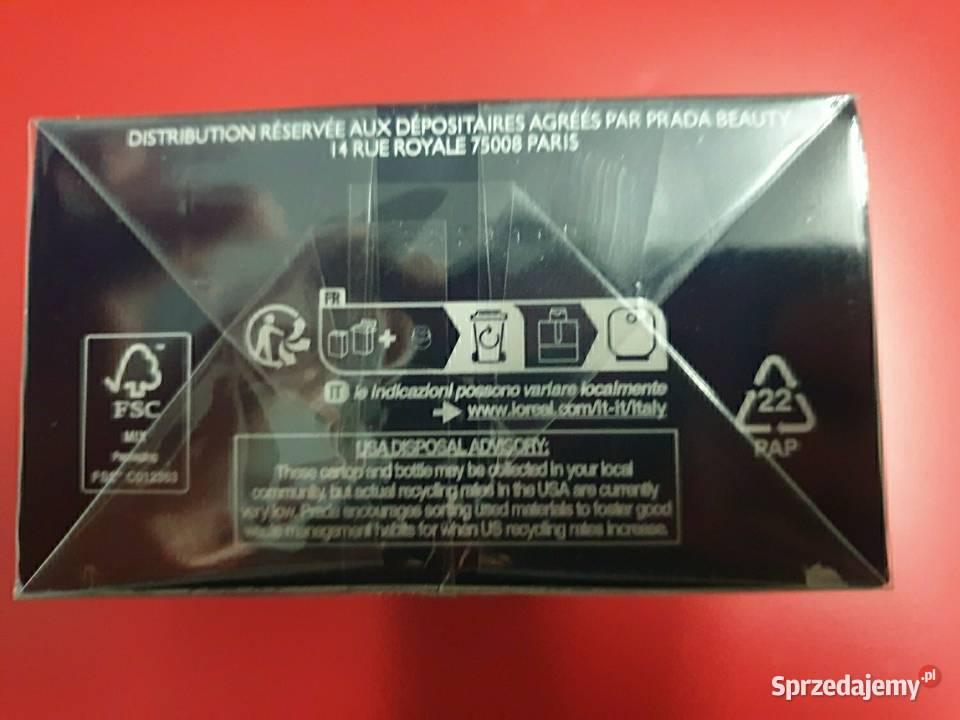 DISTRIBUTION RÉSERVÉE AUX DÉPOSITAIRES AGRÉÉS PAR PRADA BEAUTY
14 RUE ROYALE 75008 PARIS
FR
IT le indicazioni possono variare localmente
www.loreal.com/it-it/italy
FSC
MIX
Packaging
22
PAP
USA DISPOSAL ADVISORY:
These carton and bottle may be collected in your local
community, but actual recycling rates in the USA are currently
very low. Prada encourages sorting used materials to foster good
waste management habits for when US recycling rates increase.
Sprzedajemy.pl